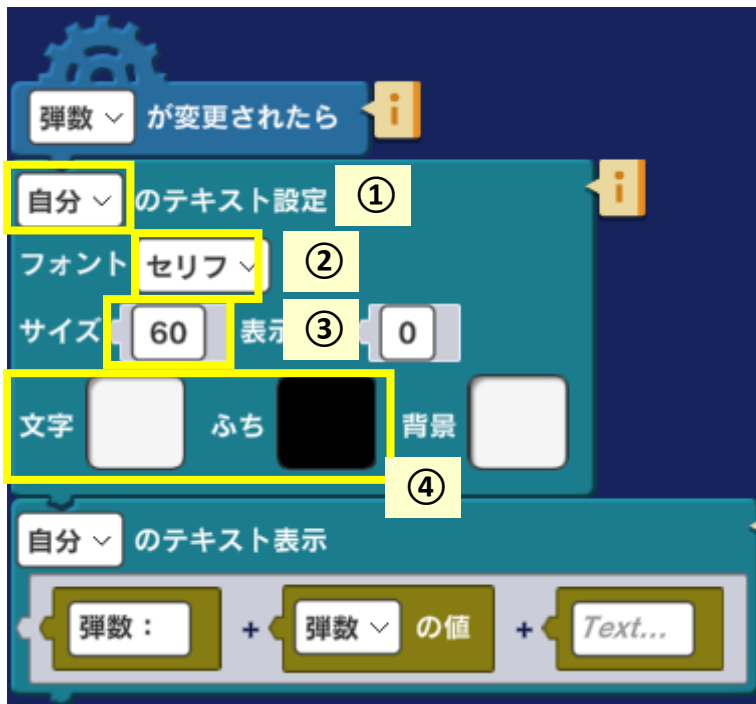 弾数 が変更されたら i
自分 のテキスト設定 ① i
フォント セリフ ②
サイズ 60 表示 ③ 0
文字 ふち 背景
④
自分 のテキスト表示
弾数： + 弾数 の値 + Text...